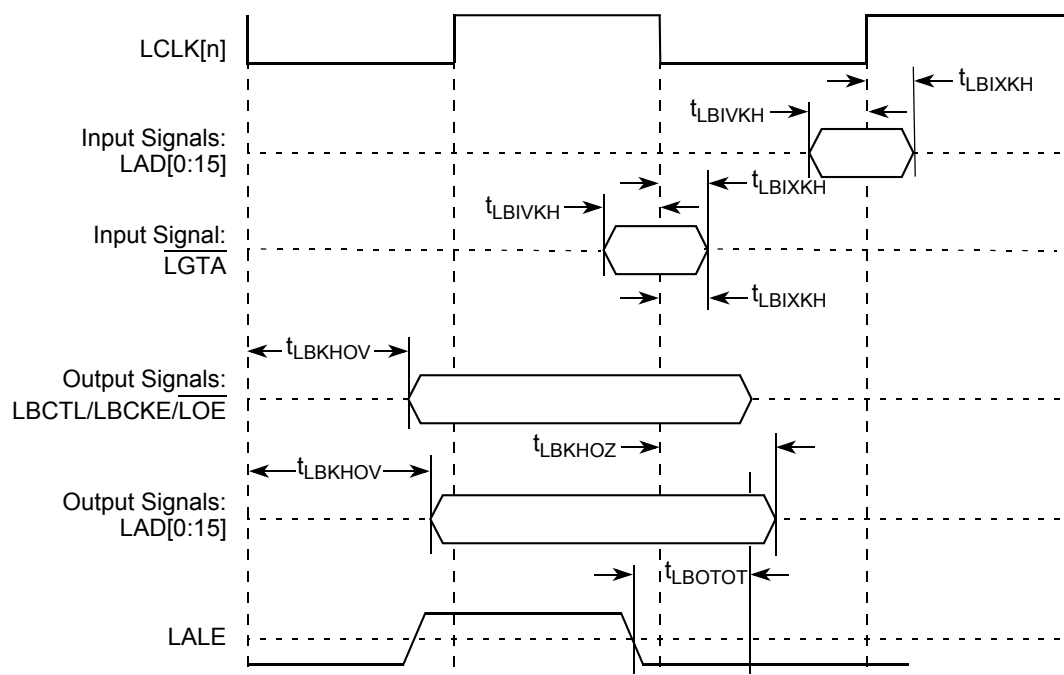 LCLK[n]
tLBIXKH
tLBIVKH
Input Signals:
LAD[0:15]
tLBIXKH
tLBIVKH
Input Signal:
LGTA
tLBIXKH
tLBKHOV
Output Signals:
LBCTL/LBCKE/LOE
tLBKHOZ
tLBKHOV
Output Signals:
LAD[0:15]
tLBOTOT
LALE